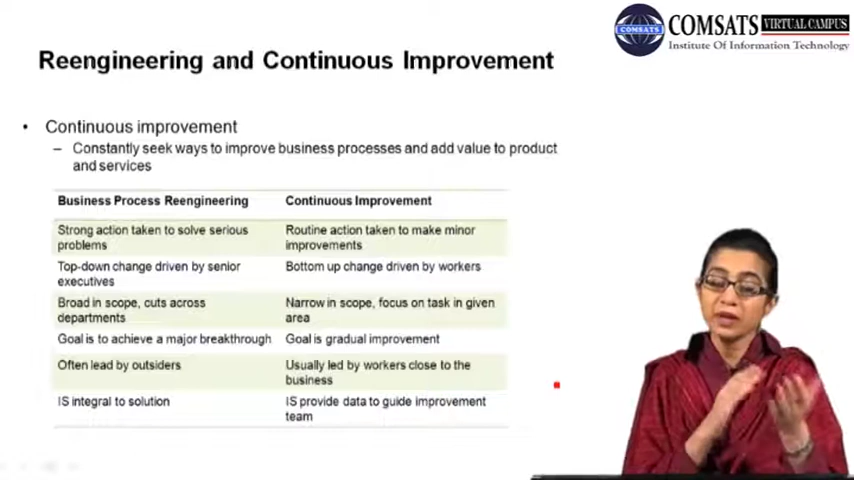 COMSATS
COMSATS VIRTUAL CAMPUS
Institute Of Information Technology
Reengineering and Continuous Improvement
• Continuous improvement
– Constantly seek ways to improve business processes and add value to product
and services
Business Process Reengineering Continuous Improvement
Strong action taken to solve serious
problems
Routine action taken to make minor
improvements
Top-down change driven by senior
executives
Bottom up change driven by workers
Broad in scope, cuts across
departments
Narrow in scope, focus on task in given
area
Goal is to achieve a major breakthrough
Goal is gradual improvement
Often lead by outsiders
Usually led by workers close to the
business
IS integral to solution
IS provide data to guide improvement
team